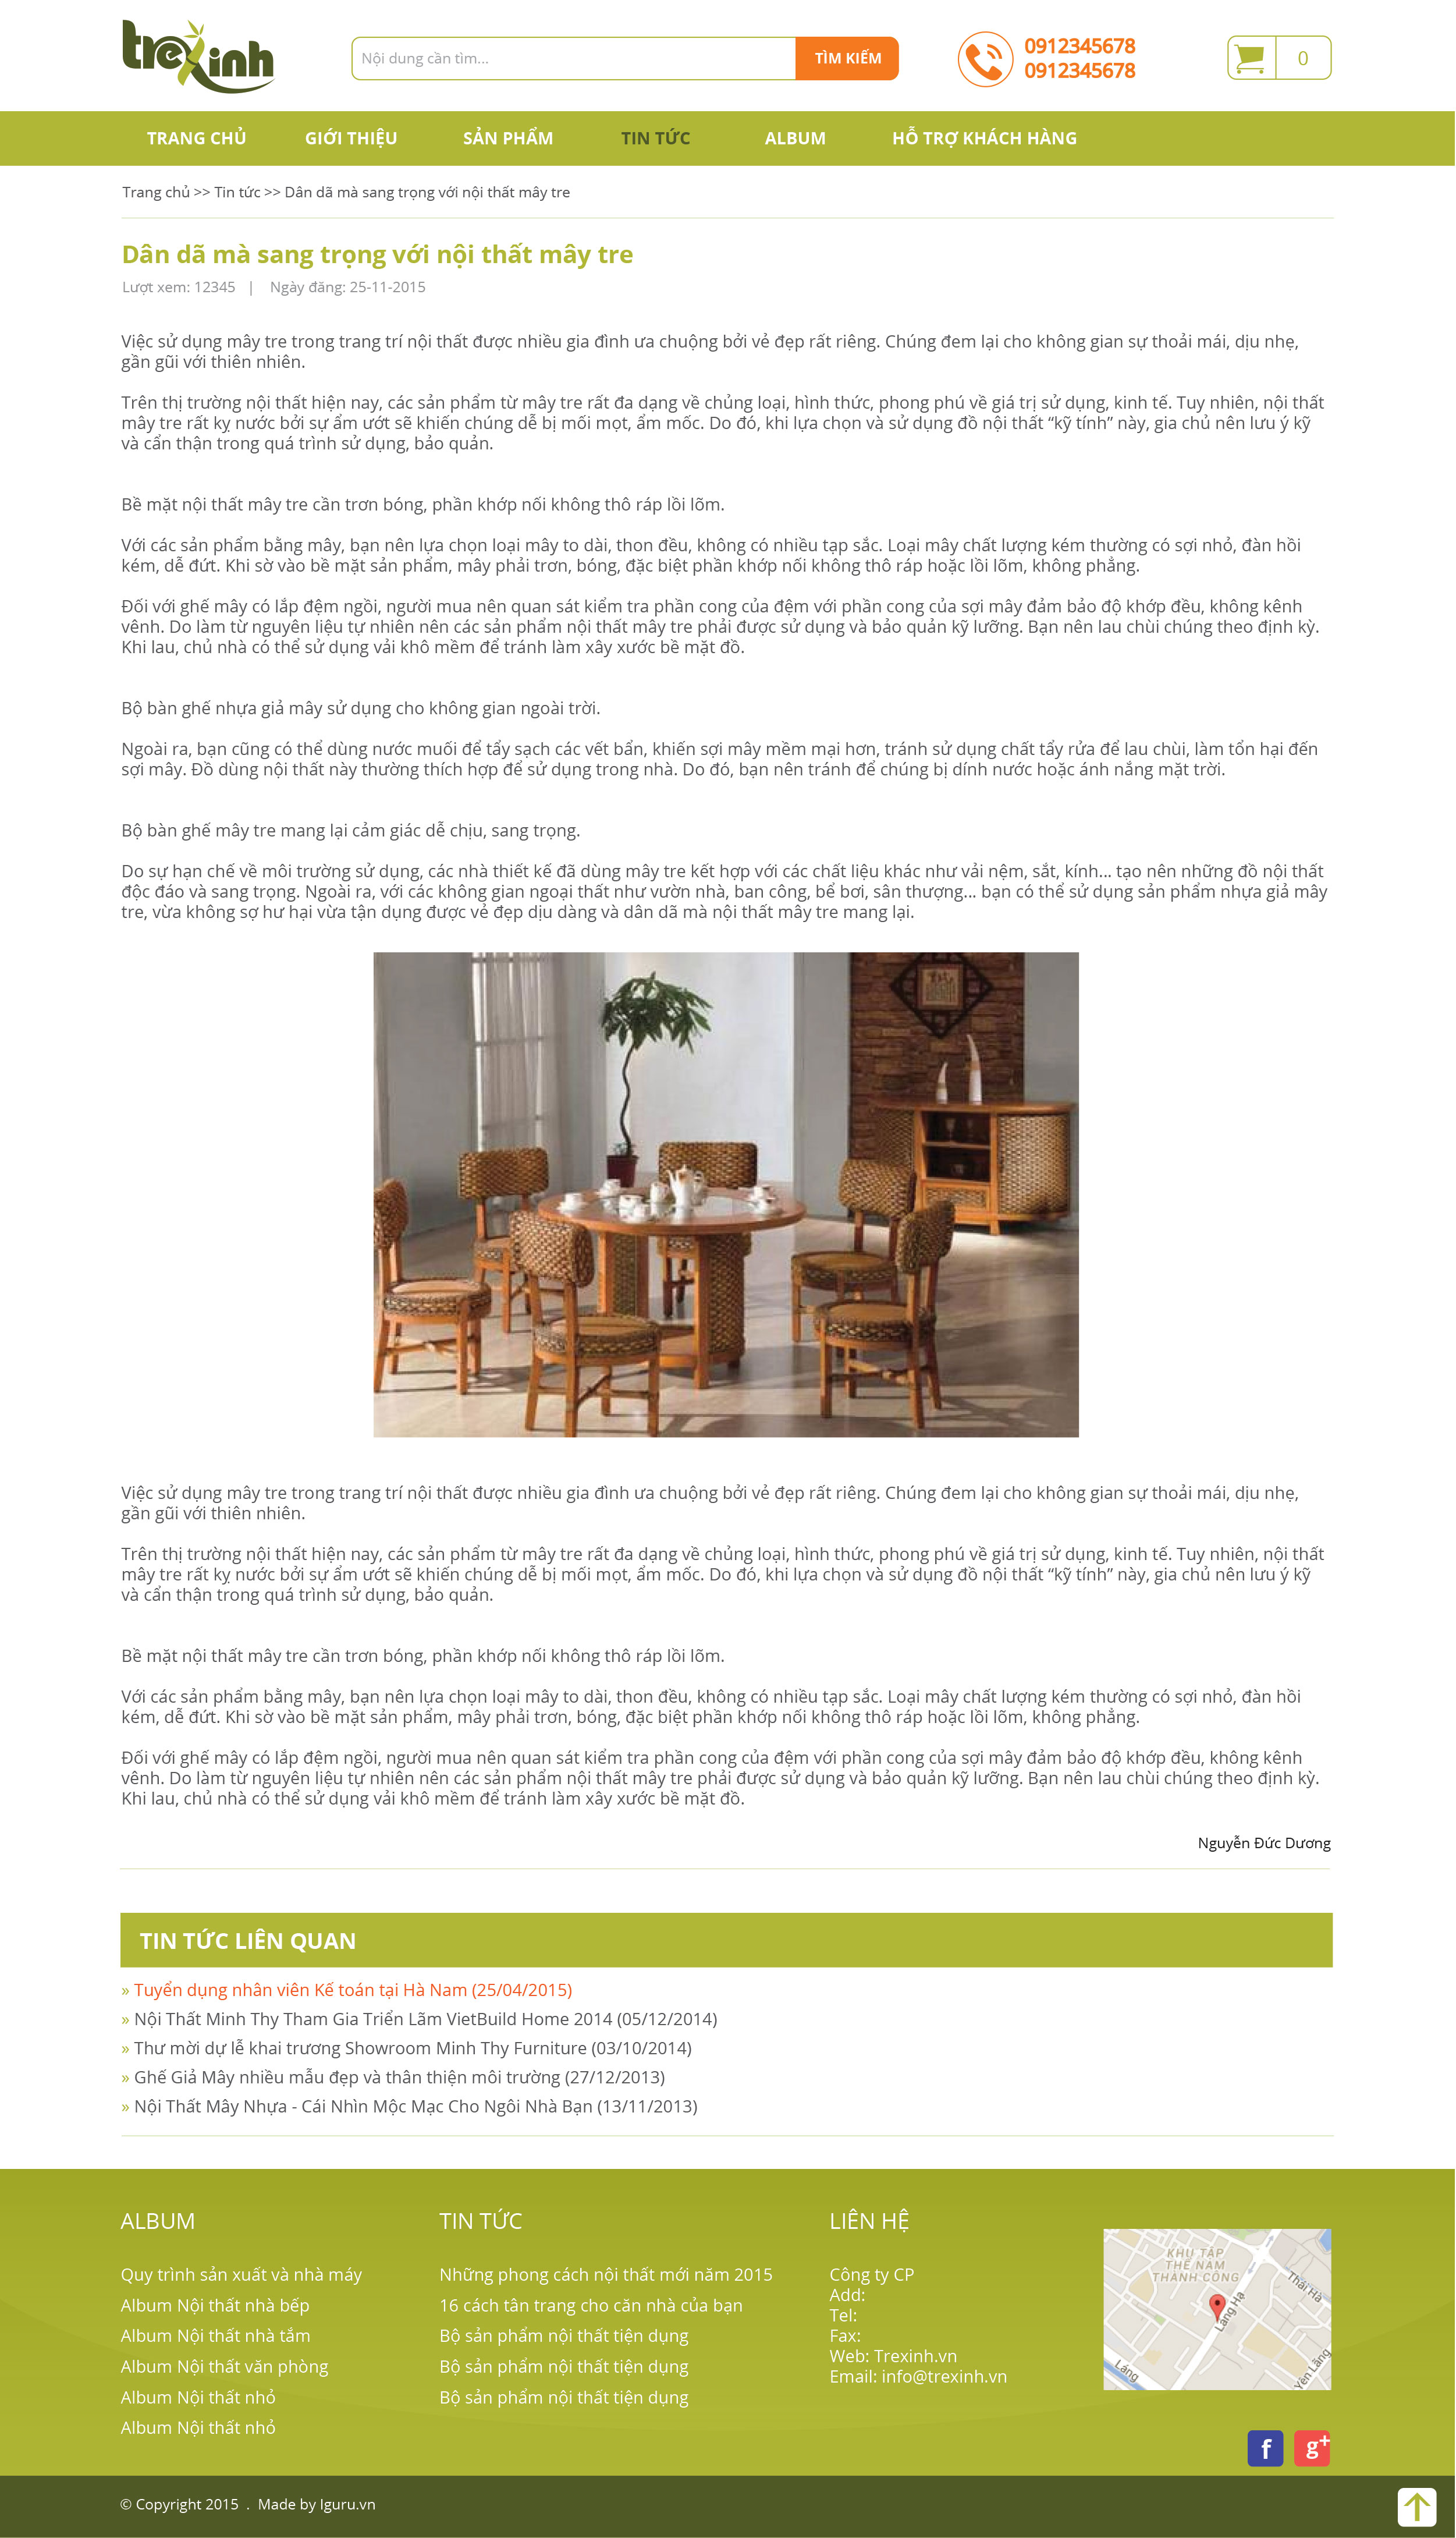 trexinh
Nội dung cần tìm...
TÌM KIẾM
0912345678
0912345678
0
TRANG CHỦ
GIỚI THIỆU
SẢN PHẨM
TIN TỨC
ALBUM
HỖ TRỢ KHÁCH HÀNG
Trang chủ >> Tin tức >> Dân dã mà sang trọng với nội thất mây tre
Dân dã mà sang trọng với nội thất mây tre
Lượt xem: 12345 | Ngày đăng: 25-11-2015
Việc sử dụng mây tre trong trang trí nội thất được nhiều gia đình ưa chuộng bởi vẻ đẹp rất riêng. Chúng đem lại cho không gian sự thoải mái, dịu nhẹ,
gần gũi với thiên nhiên.
Trên thị trường nội thất hiện nay, các sản phẩm từ mây tre rất đa dạng về chủng loại, hình thức, phong phú về giá trị sử dụng, kinh tế. Tuy nhiên, nội thất
mây tre rất kỵ nước bởi sự ẩm ướt sẽ khiến chúng dễ bị mối mọt, ẩm mốc. Do đó, khi lựa chọn và sử dụng đồ nội thất “kỹ tính” này, gia chủ nên lưu ý kỹ
và cẩn thận trong quá trình sử dụng, bảo quản.
Bề mặt nội thất mây tre cần trơn bóng, phần khớp nối không thô ráp lồi lõm.
Với các sản phẩm bằng mây, bạn nên lựa chọn loại mây to dài, thon đều, không có nhiều tạp sắc. Loại mây chất lượng kém thường có sợi nhỏ, đàn hồi
kém, dễ đứt. Khi sờ vào bề mặt sản phẩm, mây phải trơn, bóng, đặc biệt phần khớp nối không thô ráp hoặc lồi lõm, không phẳng.
Đối với ghế mây có lắp đệm ngồi, người mua nên quan sát kiểm tra phần cong của đệm với phần cong của sợi mây đảm bảo độ khớp đều, không kênh
vênh. Do làm từ nguyên liệu tự nhiên nên các sản phẩm nội thất mây tre phải được sử dụng và bảo quản kỹ lưỡng. Bạn nên lau chùi chúng theo định kỳ.
Khi lau, chủ nhà có thể sử dụng vải khô mềm để tránh làm xây xước bề mặt đồ.
Bộ bàn ghế nhựa giả mây sử dụng cho không gian ngoài trời.
Ngoài ra, bạn cũng có thể dùng nước muối để tẩy sạch các vết bẩn, khiến sợi mây mềm mại hơn, tránh sử dụng chất tẩy rửa để lau chùi, làm tổn hại đến
sợi mây. Đồ dùng nội thất này thường thích hợp để sử dụng trong nhà. Do đó, bạn nên tránh để chúng bị dính nước hoặc ánh nắng mặt trời.
Bộ bàn ghế mây tre mang lại cảm giác dễ chịu, sang trọng.
Do sự hạn chế về môi trường sử dụng, các nhà thiết kế đã dùng mây tre kết hợp với các chất liệu khác như vải nệm, sắt, kính... tạo nên những đồ nội thất
độc đáo và sang trọng. Ngoài ra, với các không gian ngoại thất như vườn nhà, ban công, bể bơi, sân thượng... bạn có thể sử dụng sản phẩm nhựa giả mây
tre, vừa không sợ hư hại vừa tận dụng được vẻ đẹp dịu dàng và dân dã mà nội thất mây tre mang lại.
Việc sử dụng mây tre trong trang trí nội thất được nhiều gia đình ưa chuộng bởi vẻ đẹp rất riêng. Chúng đem lại cho không gian sự thoải mái, dịu nhẹ,
gần gũi với thiên nhiên.
Trên thị trường nội thất hiện nay, các sản phẩm từ mây tre rất đa dạng về chủng loại, hình thức, phong phú về giá trị sử dụng, kinh tế. Tuy nhiên, nội thất
mây tre rất kỵ nước bởi sự ẩm ướt sẽ khiến chúng dễ bị mối mọt, ẩm mốc. Do đó, khi lựa chọn và sử dụng đồ nội thất “kỹ tính” này, gia chủ nên lưu ý kỹ
và cẩn thận trong quá trình sử dụng, bảo quản.
Bề mặt nội thất mây tre cần trơn bóng, phần khớp nối không thô ráp lồi lõm.
Với các sản phẩm bằng mây, bạn nên lựa chọn loại mây to dài, thon đều, không có nhiều tạp sắc. Loại mây chất lượng kém thường có sợi nhỏ, đàn hồi
kém, dễ đứt. Khi sờ vào bề mặt sản phẩm, mây phải trơn, bóng, đặc biệt phần khớp nối không thô ráp hoặc lồi lõm, không phẳng.
Đối với ghế mây có lắp đệm ngồi, người mua nên quan sát kiểm tra phần cong của đệm với phần cong của sợi mây đảm bảo độ khớp đều, không kênh
vênh. Do làm từ nguyên liệu tự nhiên nên các sản phẩm nội thất mây tre phải được sử dụng và bảo quản kỹ lưỡng. Bạn nên lau chùi chúng theo định kỳ.
Khi lau, chủ nhà có thể sử dụng vải khô mềm để tránh làm xây xước bề mặt đồ.
Nguyễn Đức Dương
TIN TỨC LIÊN QUAN
» Tuyển dụng nhân viên Kế toán tại Hà Nam (25/04/2015)
» Nội Thất Minh Thy Tham Gia Triển Lãm VietBuild Home 2014 (05/12/2014)
» Thư mời dự lễ khai trương Showroom Minh Thy Furniture (03/10/2014)
» Ghế Giả Mây nhiều mẫu đẹp và thân thiện môi trường (27/12/2013)
» Nội Thất Mây Nhựa - Cái Nhìn Mộc Mạc Cho Ngôi Nhà Bạn (13/11/2013)
ALBUM
Quy trình sản xuất và nhà máy
Album Nội thất nhà bếp
Album Nội thất nhà tắm
Album Nội thất văn phòng
Album Nội thất nhỏ
Album Nội thất nhỏ
TIN TỨC
Những phong cách nội thất mới năm 2015
16 cách tân trang cho căn nhà của bạn
Bộ sản phẩm nội thất tiện dụng
Bộ sản phẩm nội thất tiện dụng
Bộ sản phẩm nội thất tiện dụng
LIÊN HỆ
Công ty CP
Add:
Tel:
Fax:
Web: Trexinh.vn
Email: info@trexinh.vn
KHU TẬP
THỂ NAM
THÀNH CÔNG
Thái Hà
Láng Hạ
Láng
Yên Lãng
f
g+
© Copyright 2015 . Made by Iguru.vn